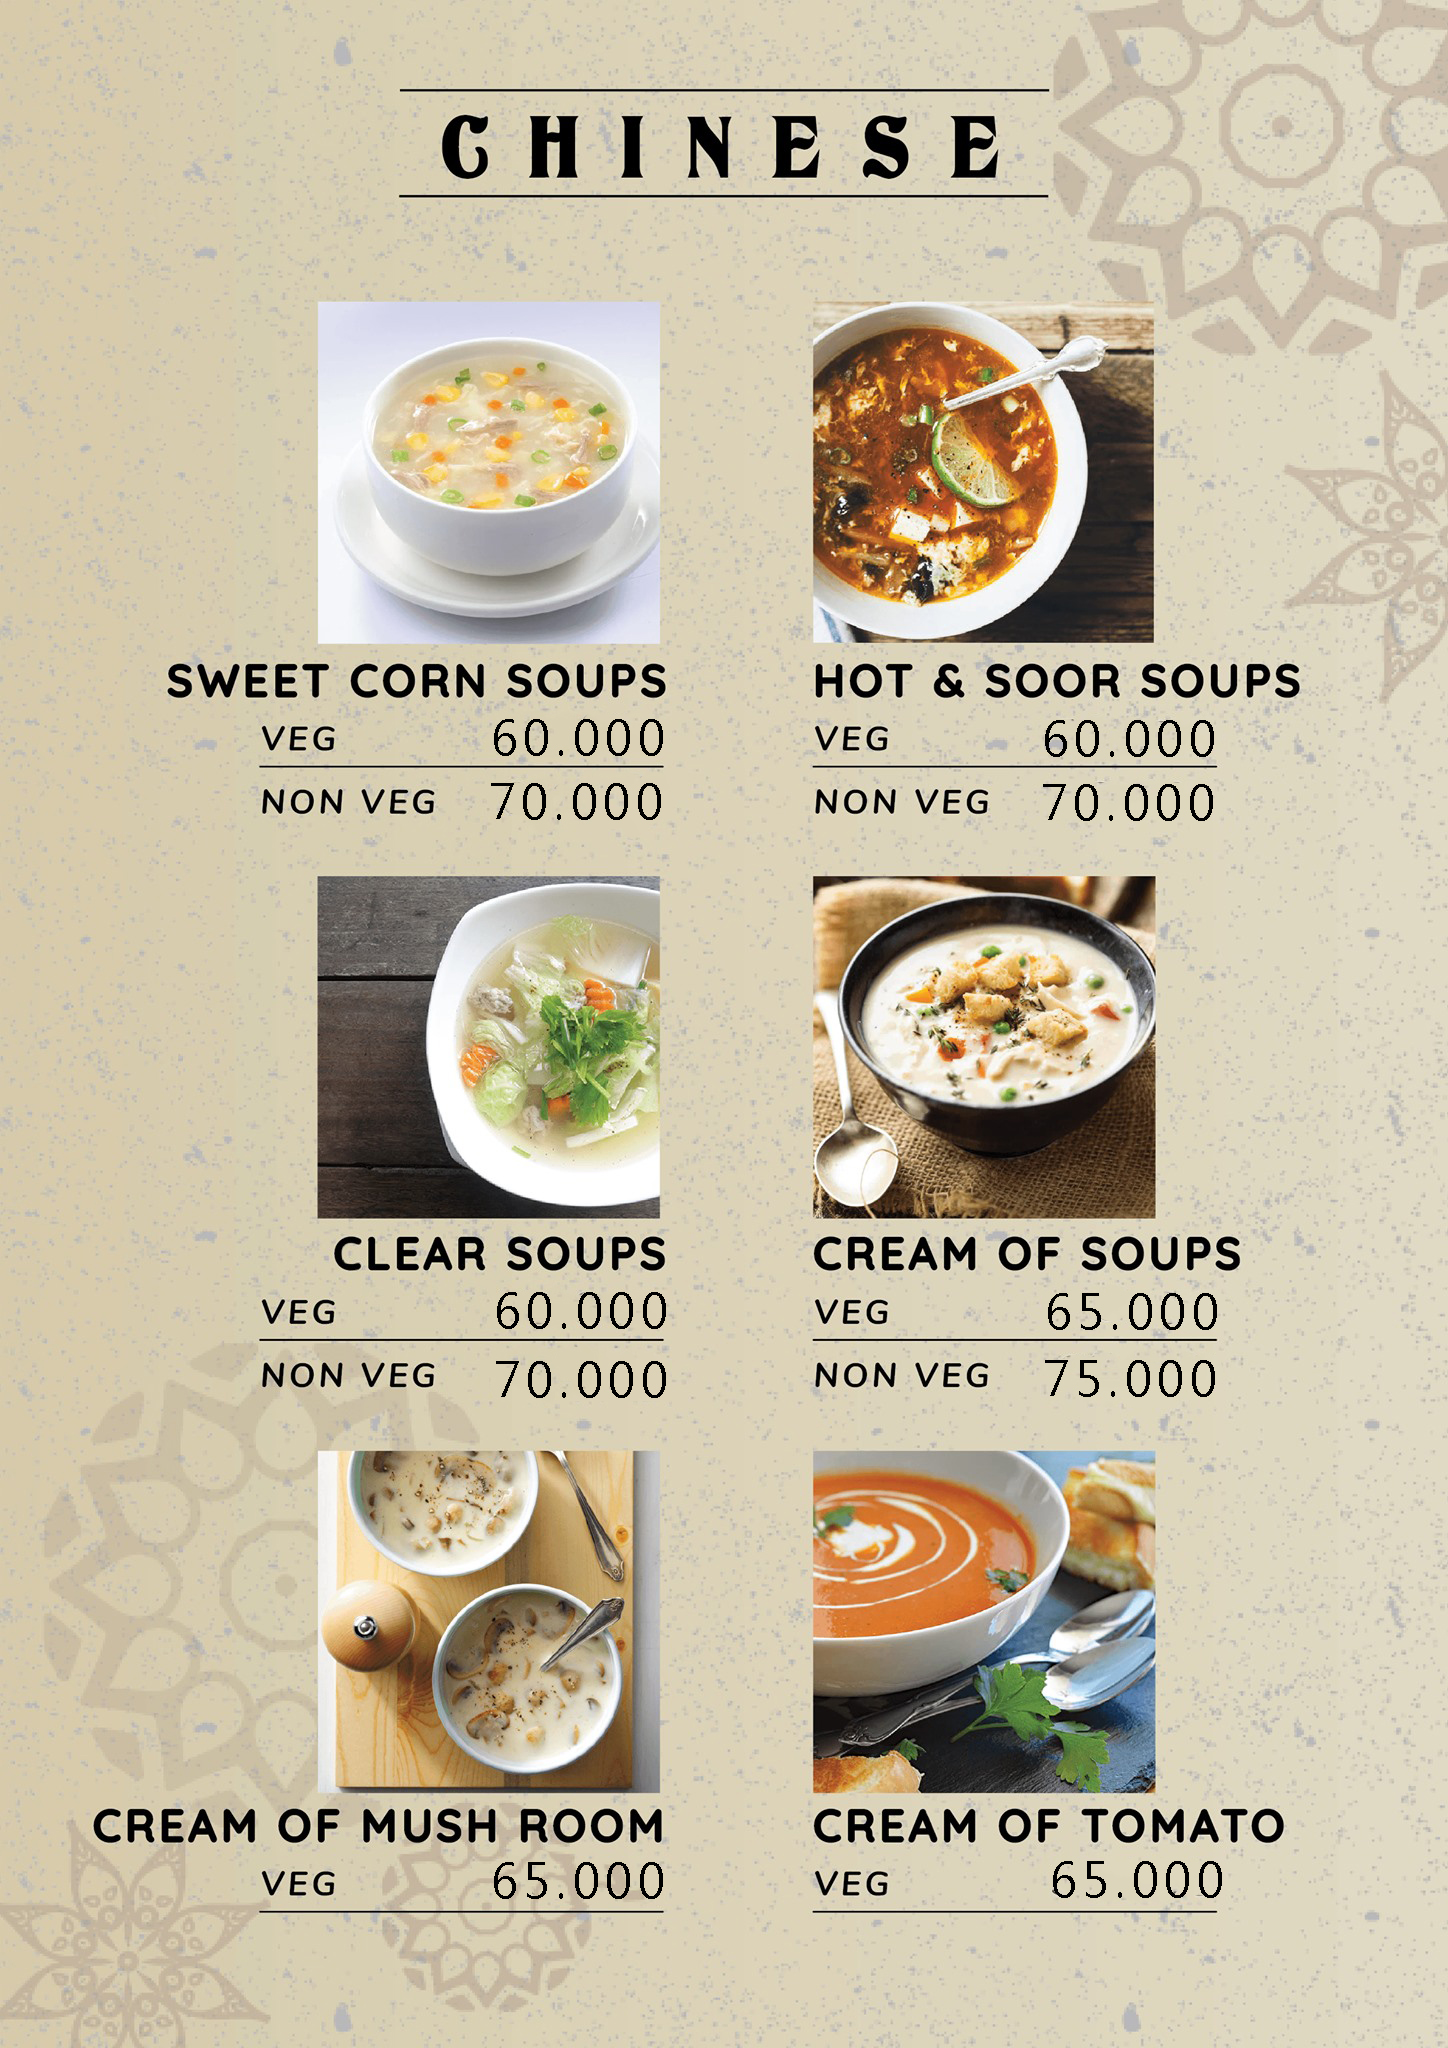 CHINESE
SWEET CORN SOUPS
VEG 60.000
NON VEG 70.000
HOT & SOOR SOUPS
VEG 60.000
NON VEG 70.000
CLEAR SOUPS
VEG 60.000
NON VEG 70.000
CREAM OF SOUPS
VEG 65.000
NON VEG 75.000
CREAM OF MUSH ROOM
VEG 65.000
CREAM OF TOMATO
VEG 65.000